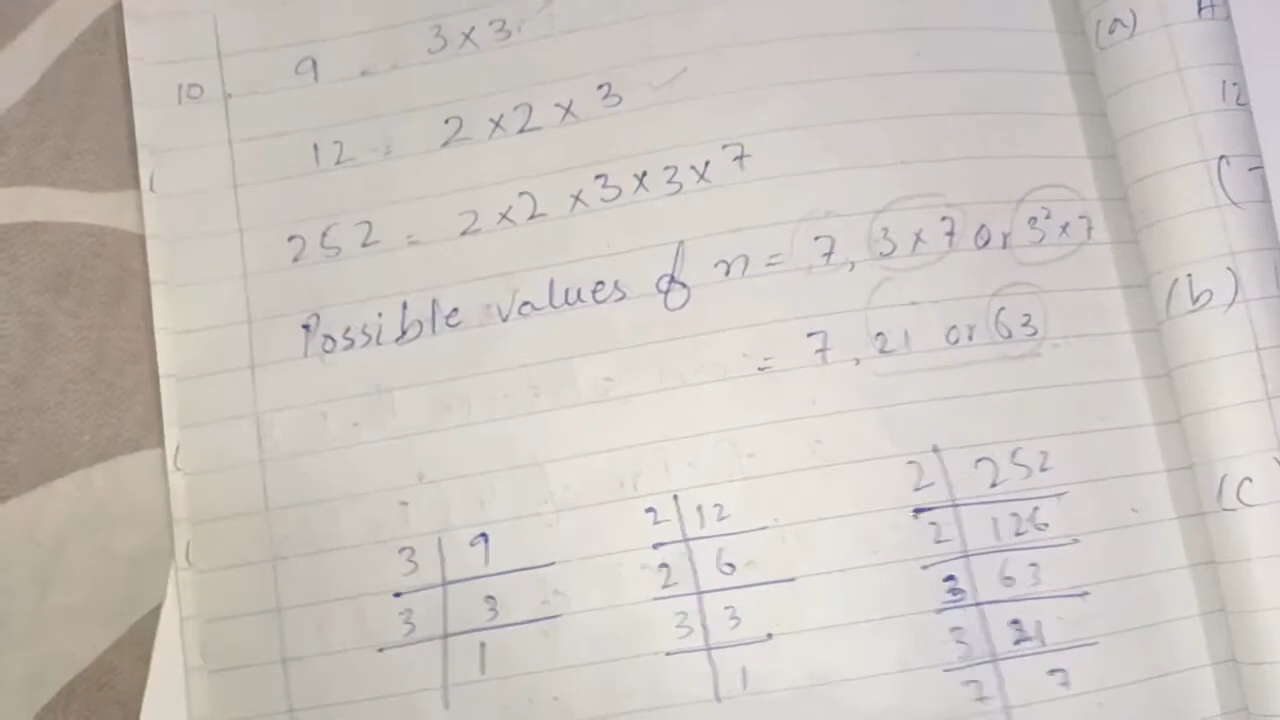 10. 9 = 3 × 3
12 = 2 × 2 × 3
252 = 2 × 2 × 3 × 3 × 7
Possible values of n = 7, 3 × 7 or 3² × 7
= 7, 21 or 63
3 | 9
3 | 3
1
2 | 12
2 | 6
3 | 3
1
2 | 252
2 | 126
3 | 63
3 | 21
7 | 7
(a)
12
(b)
(c